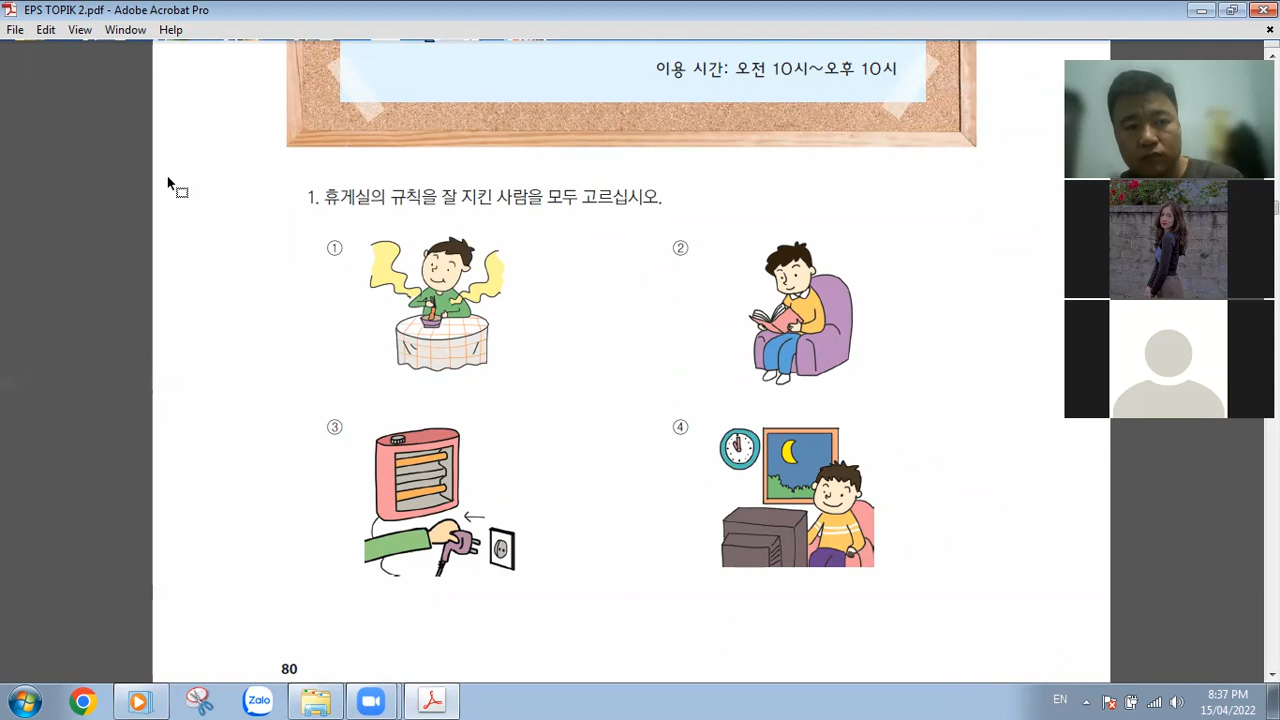 EPS TOPIK 2.pdf - Adobe Acrobat Pro
File Edit View Window Help
이용 시간: 오전 10시~오후 10시
1. 휴게실의 규칙을 잘 지킨 사람을 모두 고르십시오.
①
②
③
④
80
Zalo
EN
8:37 PM
15/04/2022